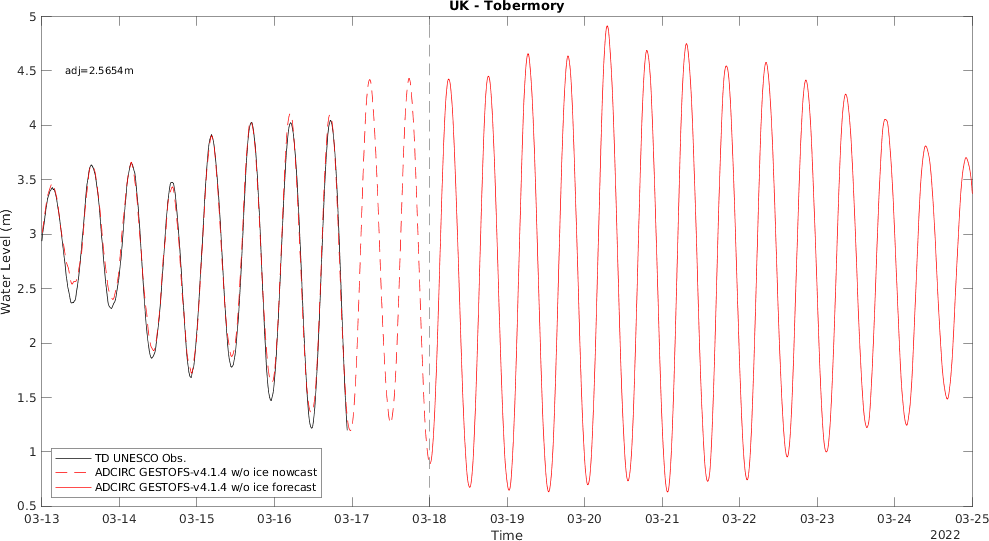 UK - Tobermory
5
4.5
4
3.5
3
2.5
2
1.5
1
0.5
Water Level (m)
adj=2.5654m
TD UNESCO Obs.
ADCIRC GESTOFS-v4.1.4 w/o ice nowcast
ADCIRC GESTOFS-v4.1.4 w/o ice forecast
03-13 03-14 03-15 03-16 03-17 03-18 03-19 03-20 03-21 03-22 03-23 03-24 03-25
Time
2022